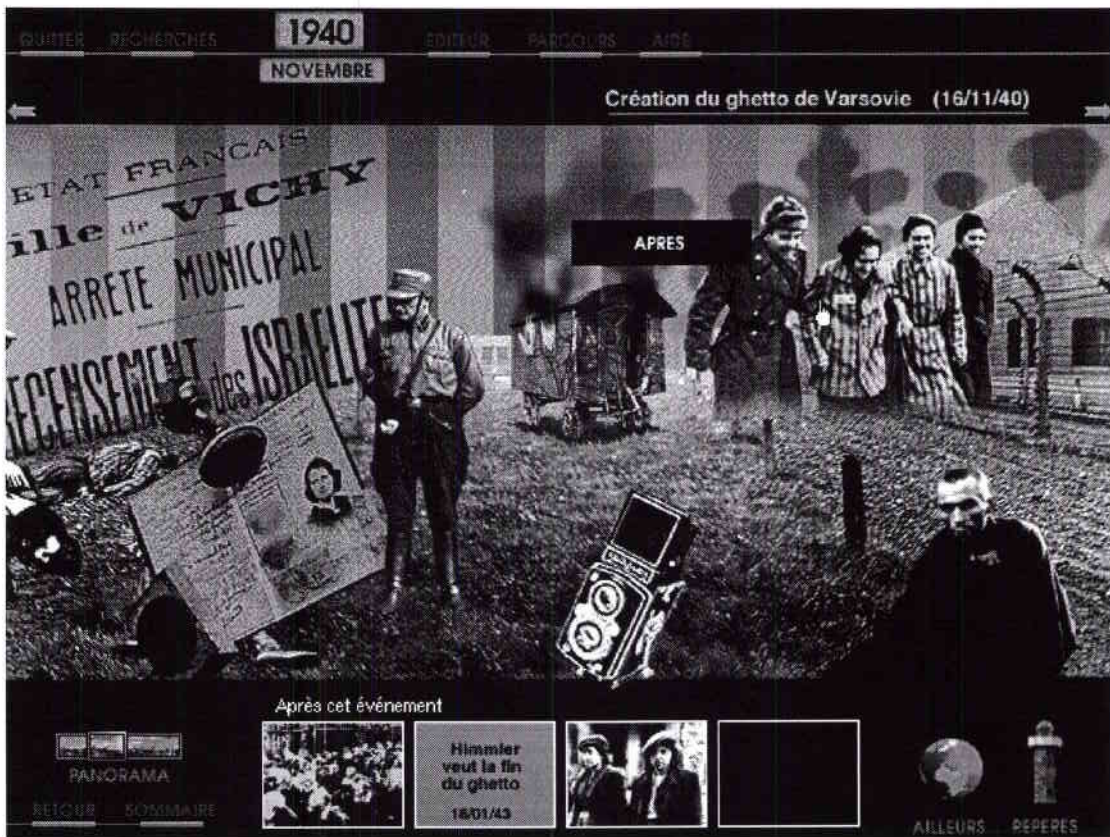 QUITTER RECHERCHES 1940 EDITEUR PARCOURS AIDE
NOVEMBRE
Création du ghetto de Varsovie (16/11/40)
ETAT FRANCAIS
ille de VICHY
ARRÊTÉ MUNICIPAL
RECENSEMENT des ISRAELITE
APRES
Après cet événement
Himmler
veut la fin
du ghetto
18/01/43
PANORAMA
RETOUR SOMMAIRE
AILLEURS REPERES